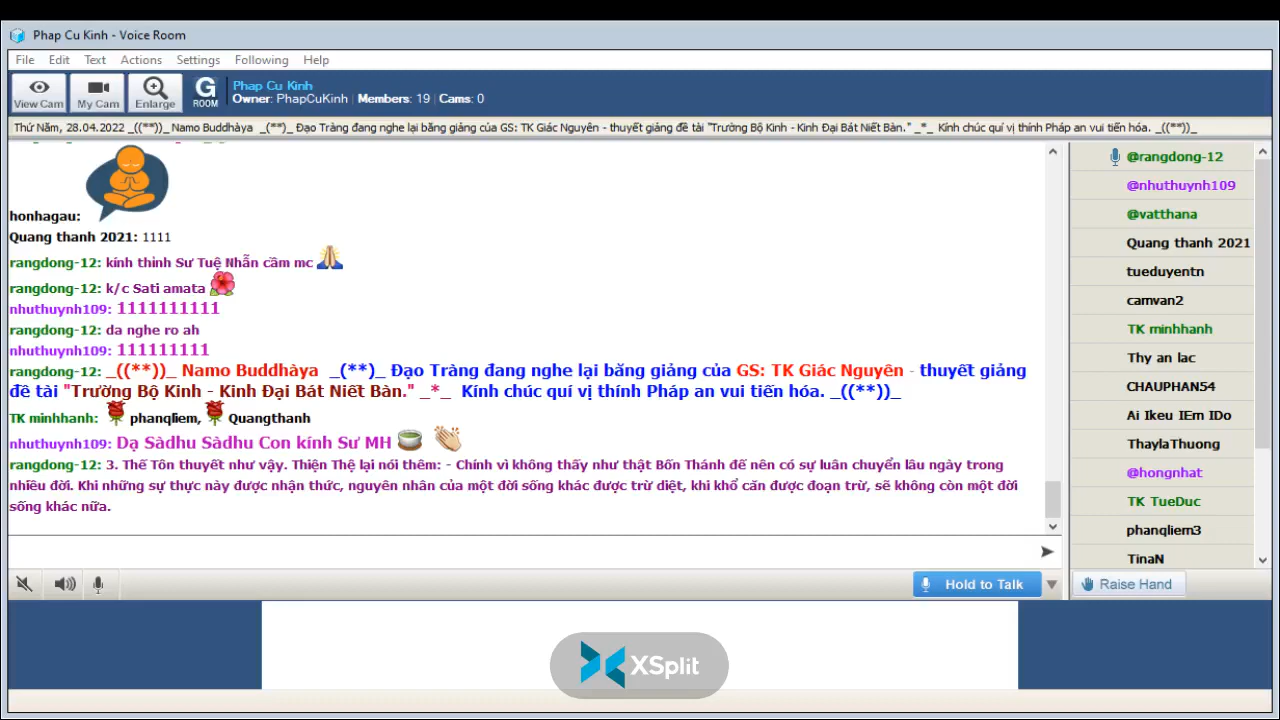 Phap Cu Kinh - Voice Room
File Edit Text Actions Settings Following Help
View Cam
My Cam
Enlarge
G ROOM
Phap Cu Kinh
Owner: PhapCuKinh | Members: 19 | Cams: 0
Thứ Năm, 28.04.2022 _((**))_ Namo Buddhàya _(**)_ Đạo Tràng đang nghe lại băng giảng của GS: TK Giác Nguyên - thuyết giảng đề tài "Trường Bộ Kinh - Kinh Đại Bát Niết Bàn." _*_ Kính chúc quí vị thính Pháp an vui tiến hóa. _((**))_
honhagau:
Quang thanh 2021: 1111
rangdong-12: kính thỉnh Sư Tuệ Nhẫn cầm mc
rangdong-12: k/c Sati amata
nhuthuynh109: 1111111111
rangdong-12: da nghe ro ah
nhuthuynh109: 111111111
rangdong-12: _((**))_ Namo Buddhàya _(**)_ Đạo Tràng đang nghe lại băng giảng của GS: TK Giác Nguyên - thuyết giảng
đề tài "Trường Bộ Kinh - Kinh Đại Bát Niết Bàn." _*_ Kính chúc quí vị thính Pháp an vui tiến hóa. _((**))_
TK minhhanh: phanqliem, Quangthanh
nhuthuynh109: Dạ Sàdhu Sàdhu Con kính Sư MH
rangdong-12: 3. Thế Tôn thuyết như vậy. Thiện Thệ lại nói thêm: - Chính vì không thấy như thật Bốn Thánh đế nên có sự luân chuyển lâu ngày trong
nhiều đời. Khi những sự thực này được nhận thức, nguyên nhân của một đời sống khác được trừ diệt, khi khổ căn được đoạn trừ, sẽ không còn một đời
sống khác nữa.
@rangdong-12
@nhuthuynh109
@vatthana
Quang thanh 2021
tueduyentn
camvan2
TK minhhanh
Thy an lac
CHAUPHAN54
Ai Ikeu IEm IDo
ThaylaThuong
@hongnhat
TK TueDuc
phanqliem3
TinaN
Hold to Talk
Raise Hand
XSplit